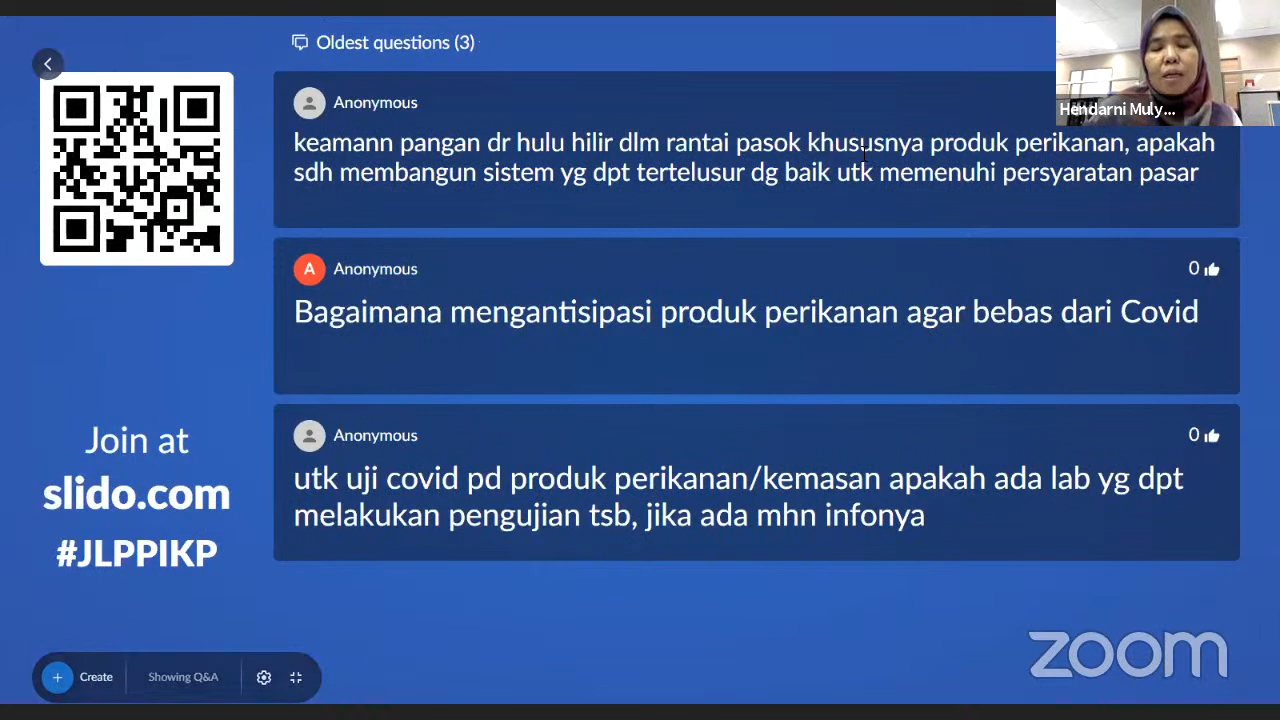 Oldest questions (3)
Anonymous
keamann pangan dr hulu hilir dlm rantai pasok khususnya produk perikanan, apakah
sdh membangun sistem yg dpt tertelusur dg baik utk memenuhi persyaratan pasar
A
Anonymous
0
Bagaimana mengantisipasi produk perikanan agar bebas dari Covid
Anonymous
0
utk uji covid pd produk perikanan/kemasan apakah ada lab yg dpt
melakukan pengujian tsb, jika ada mhn infonya
Join at
slido.com
#JLPPIKP
Create
Showing Q&A
Hendarni Muly...
zoom